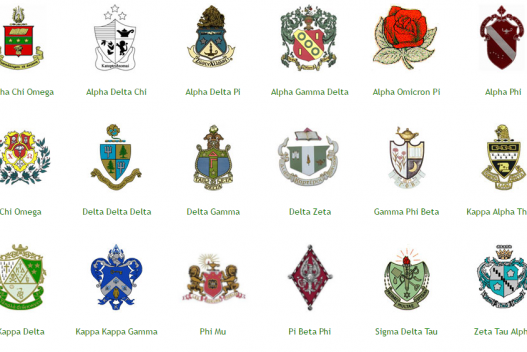 ha Chi Omega
Alpha Delta Chi
Alpha Delta Pi
Alpha Gamma Delta
Alpha Omicron Pi
Alpha Phi
Chi Omega
Delta Delta Delta
Delta Gamma
Delta Zeta
Gamma Phi Beta
Kappa Alpha Th
Kappa Delta
Kappa Kappa Gamma
Phi Mu
Pi Beta Phi
Sigma Delta Tau
Zeta Tau Alph